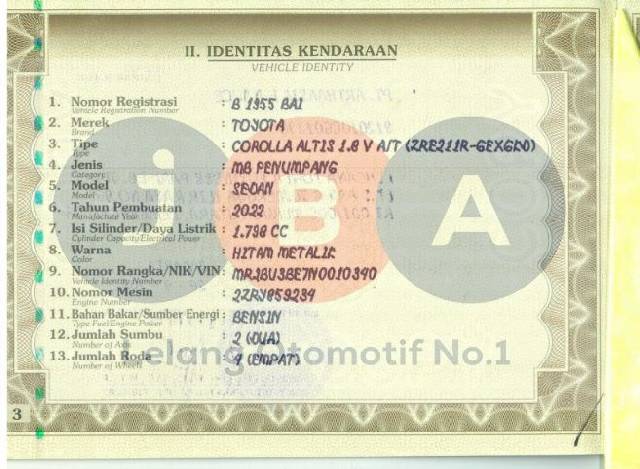 II. IDENTITAS KENDARAAN
VEHICLE IDENTITY
1. Nomor Registrasi : B 1955 BAI
Vehicle Registration Number
2. Merek : TOYOTA
Brand
3. Tipe : COROLLA ALTIS 1.8 V A/T (ZRE211R-GEXGKD)
Type
4. Jenis : MB PENUMPANG
Category
5. Model : SEDAN
Model
6. Tahun Pembuatan : 2022
Manufacture Year
7. Isi Silinder/Daya Listrik : 1.798 CC
Cylinder Capacity/Electrical Power
8. Warna : HITAM METALIK
Color
9. Nomor Rangka/NIK/VIN : MR2BU3BE7N0010340
Vehicle Identity Number
10. Nomor Mesin : 2ZRY859234
Engine Number
11. Bahan Bakar/Sumber Energi : BENSIN
Type Fuel/Engine Power
12. Jumlah Sumbu : 2 (DUA)
Number of Axis
13. Jumlah Roda : 4 (EMPAT)
Number of Wheels
BA
Lelang Otomotif No.1
3